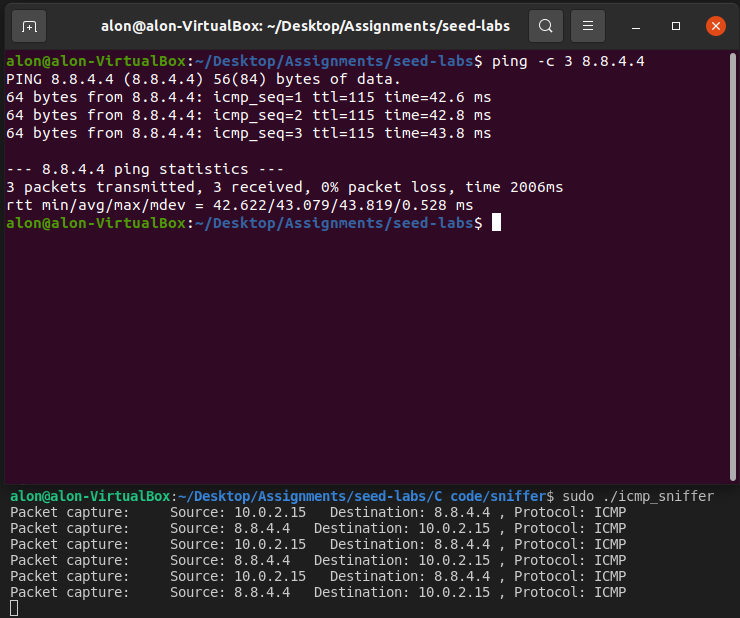 alon@alon-VirtualBox: ~/Desktop/Assignments/seed-labs
alon@alon-VirtualBox:~/Desktop/Assignments/seed-labs$ ping -c 3 8.8.4.4
PING 8.8.4.4 (8.8.4.4) 56(84) bytes of data.
64 bytes from 8.8.4.4: icmp_seq=1 ttl=115 time=42.6 ms
64 bytes from 8.8.4.4: icmp_seq=2 ttl=115 time=42.8 ms
64 bytes from 8.8.4.4: icmp_seq=3 ttl=115 time=43.8 ms

--- 8.8.4.4 ping statistics ---
3 packets transmitted, 3 received, 0% packet loss, time 2006ms
rtt min/avg/max/mdev = 42.622/43.079/43.819/0.528 ms
alon@alon-VirtualBox:~/Desktop/Assignments/seed-labs$
alon@alon-VirtualBox:~/Desktop/Assignments/seed-labs/C code/sniffer$ sudo ./icmp_sniffer
Packet capture:     Source: 10.0.2.15   Destination: 8.8.4.4 , Protocol: ICMP
Packet capture:     Source: 8.8.4.4   Destination: 10.0.2.15 , Protocol: ICMP
Packet capture:     Source: 10.0.2.15   Destination: 8.8.4.4 , Protocol: ICMP
Packet capture:     Source: 8.8.4.4   Destination: 10.0.2.15 , Protocol: ICMP
Packet capture:     Source: 10.0.2.15   Destination: 8.8.4.4 , Protocol: ICMP
Packet capture:     Source: 8.8.4.4   Destination: 10.0.2.15 , Protocol: ICMP